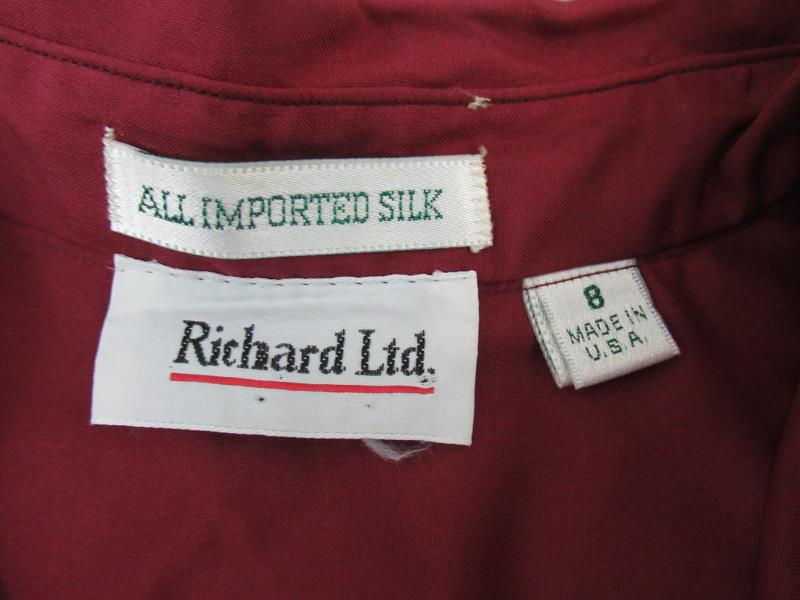 ALL IMPORTED SILK
Richard Ltd.
8
MADE IN
U.S.A.